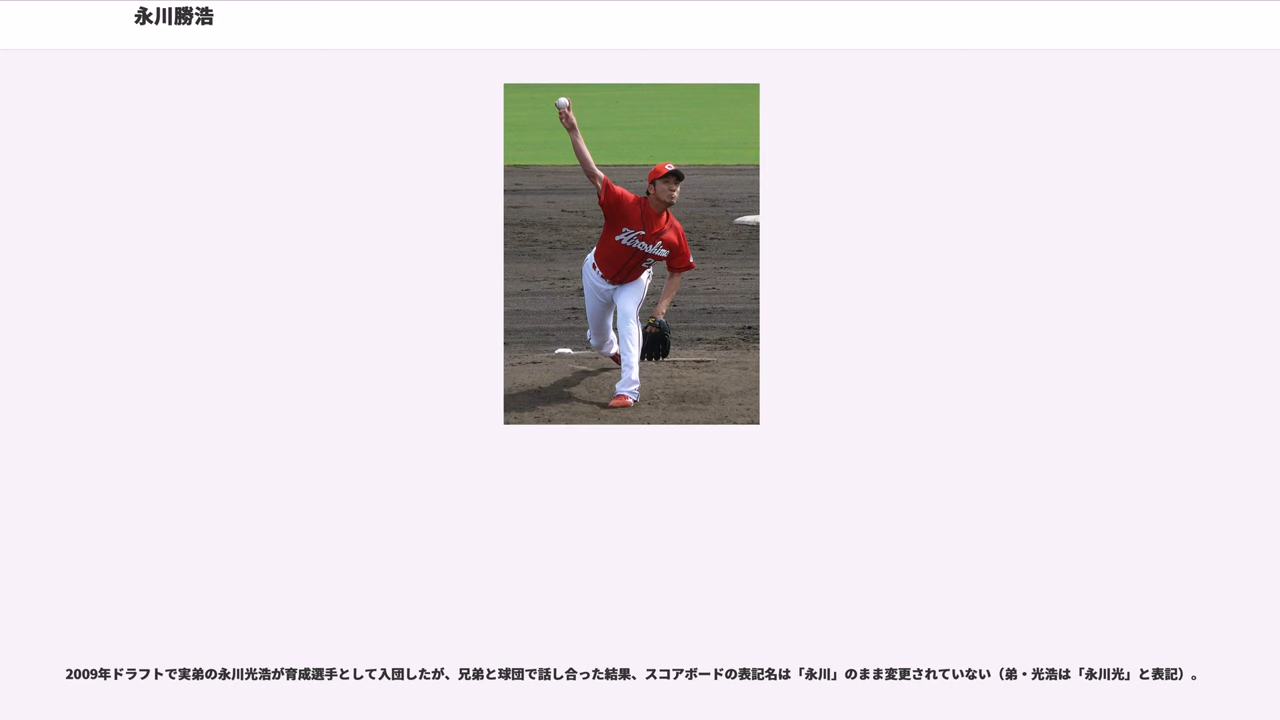 永川勝浩
Hiroshima
2009年ドラフトで実弟の永川光浩が育成選手として入団したが、兄弟と球団で話し合った結果、スコアボードの表記名は「永川」のまま変更されていない（弟・光浩は「永川光」と表記）。